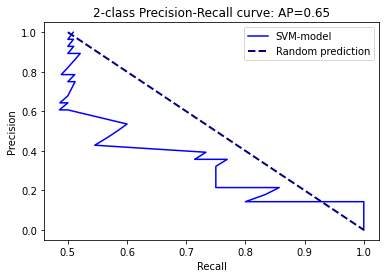 2-class Precision-Recall curve: AP=0.65
SVM-model
Random prediction
Precision
1.0
0.8
0.6
0.4
0.2
0.0
0.5 0.6 0.7 0.8 0.9 1.0
Recall